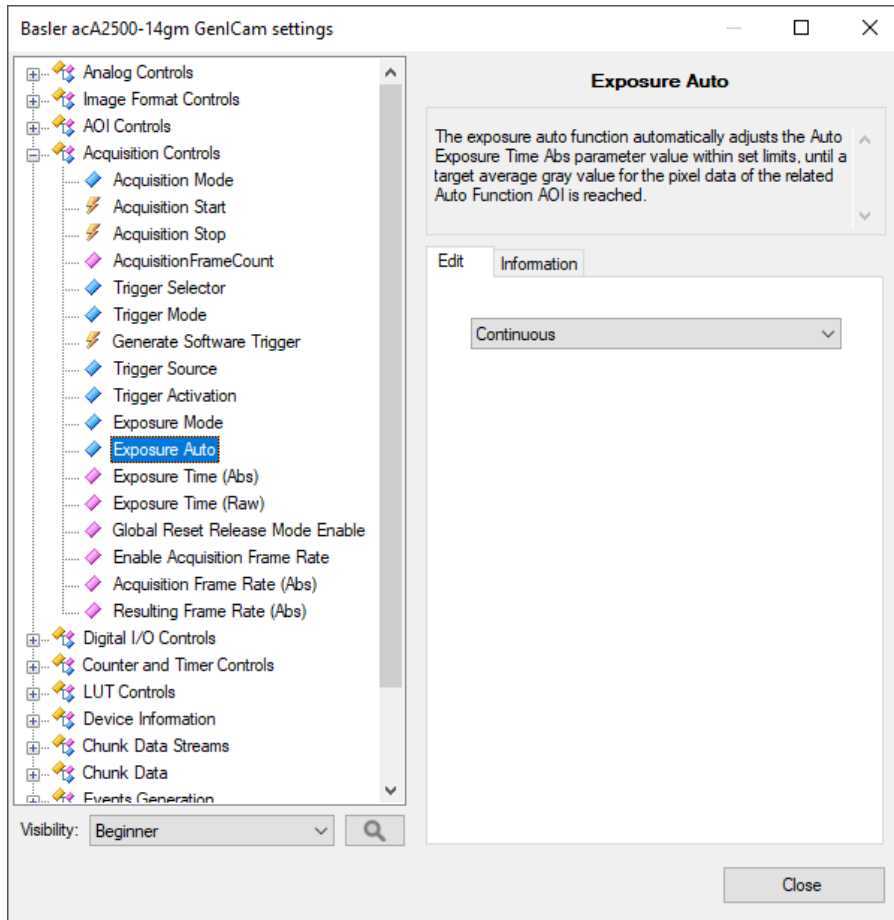 Basler acA2500-14gm GenICam settings
Analog Controls
Image Format Controls
AOI Controls
Acquisition Controls
Acquisition Mode
Acquisition Start
Acquisition Stop
AcquisitionFrameCount
Trigger Selector
Trigger Mode
Generate Software Trigger
Trigger Source
Trigger Activation
Exposure Mode
Exposure Auto
Exposure Time (Abs)
Exposure Time (Raw)
Global Reset Release Mode Enable
Enable Acquisition Frame Rate
Acquisition Frame Rate (Abs)
Resulting Frame Rate (Abs)
Digital I/O Controls
Counter and Timer Controls
LUT Controls
Device Information
Chunk Data Streams
Chunk Data
Events Generation
Visibility: Beginner
Exposure Auto
The exposure auto function automatically adjusts the Auto
Exposure Time Abs parameter value within set limits, until a
target average gray value for the pixel data of the related
Auto Function AOI is reached.
Edit Information
Continuous
Close